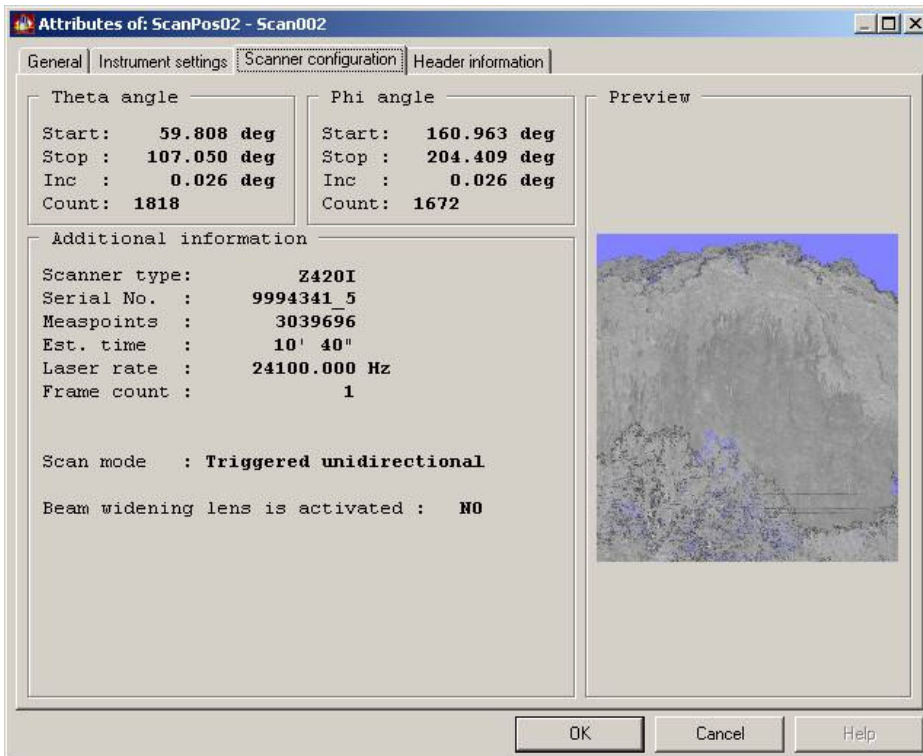 Attributes of: ScanPos02 - Scan002
General Instrument settings Scanner configuration Header information
Theta angle
Start: 59.808 deg
Stop : 107.050 deg
Inc : 0.026 deg
Count: 1818
Phi angle
Start: 160.963 deg
Stop : 204.409 deg
Inc : 0.026 deg
Count: 1672
Preview
Additional information
Scanner type: Z420I
Serial No. : 9994341_5
Measpoints : 3039696
Est. time : 10' 40"
Laser rate : 24100.000 Hz
Frame count : 1
Scan mode : Triggered unidirectional
Beam widening lens is activated : NO
OK Cancel Help